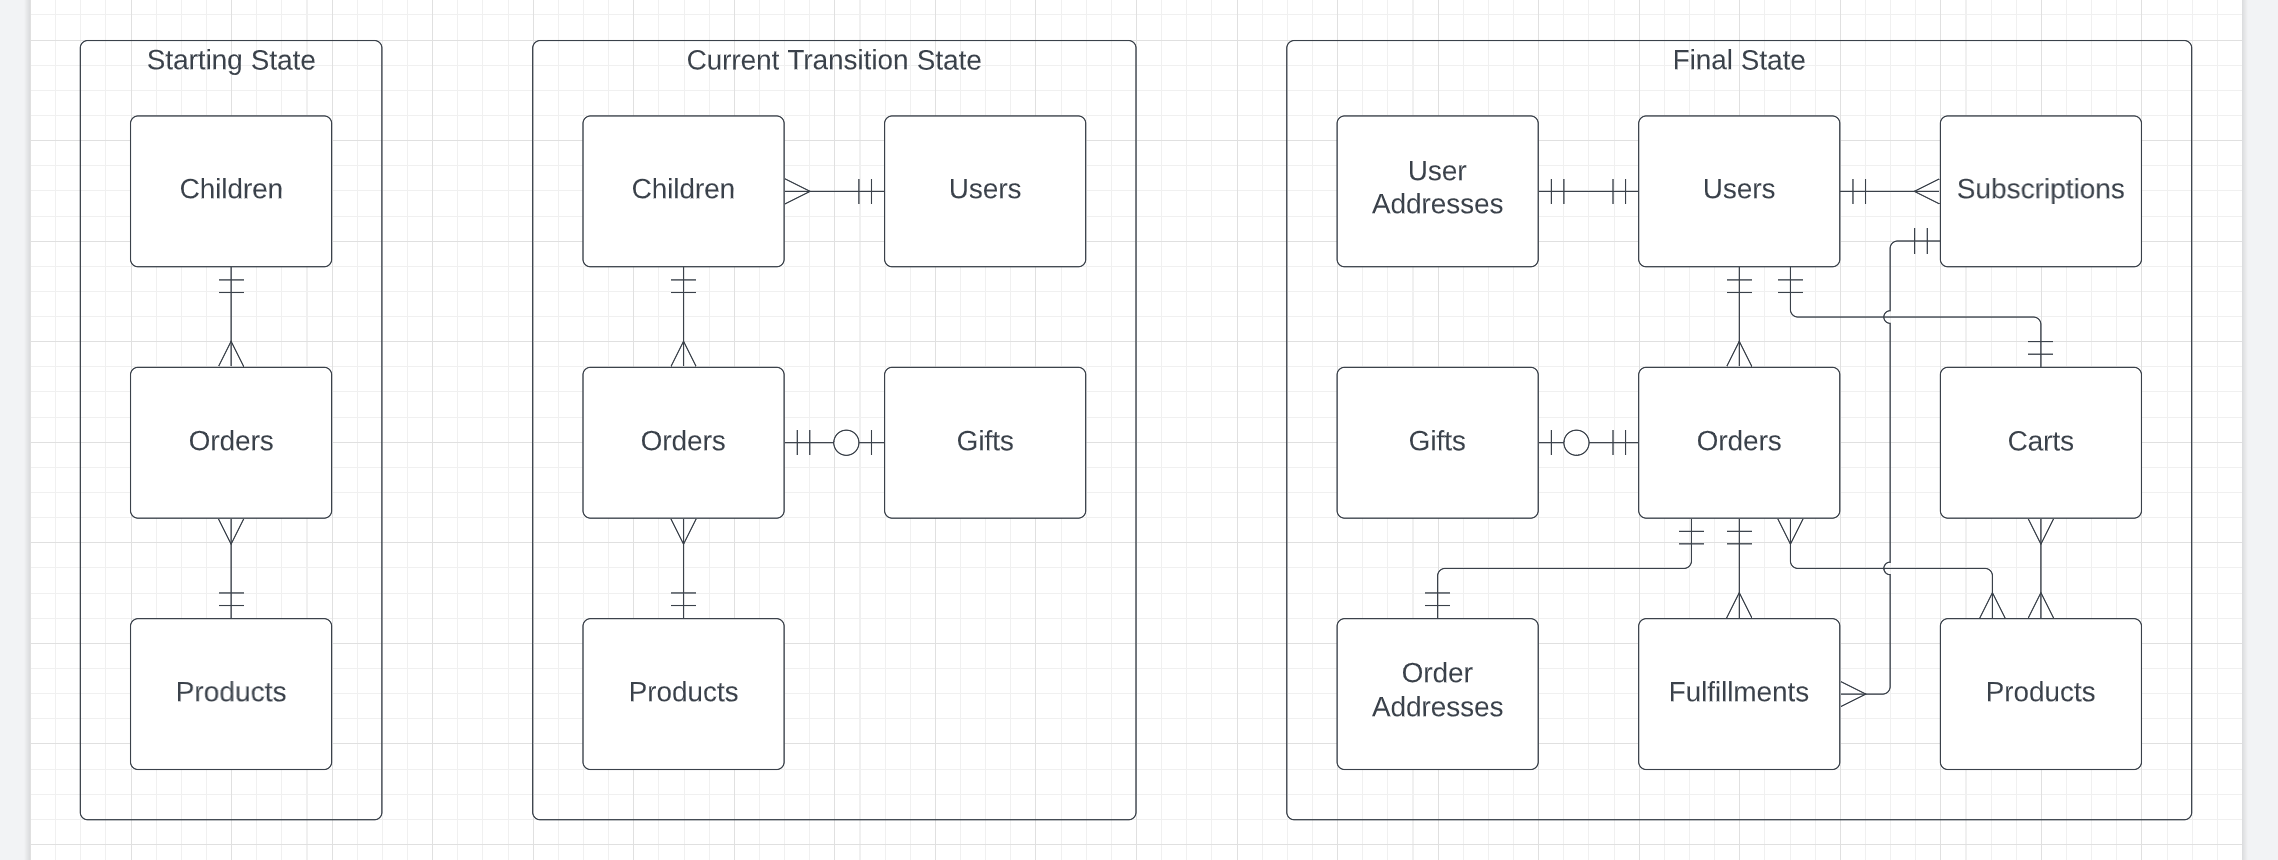 Starting State
Children
Orders
Products
Current Transition State
Children
Users
Orders
Gifts
Products
Final State
User
Addresses
Users
Subscriptions
Gifts
Orders
Carts
Order
Addresses
Fulfillments
Products